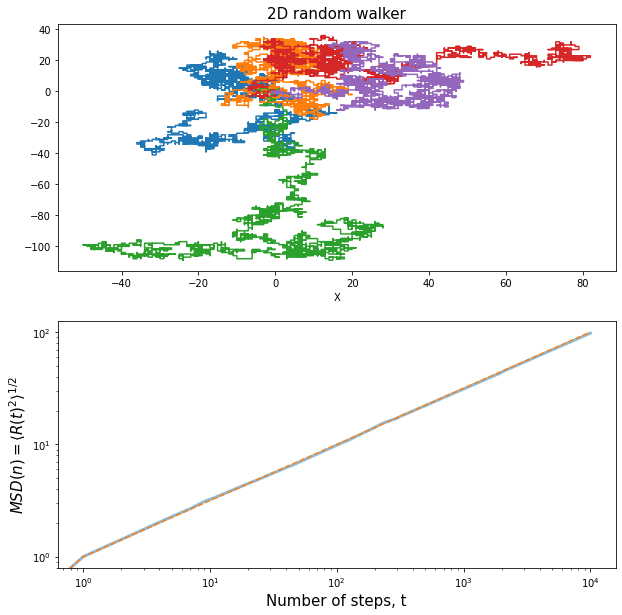 2D random walker
40
20
0
−20
−40
−60
−80
−100
−40 −20 0 20 40 60 80
X
10²
10¹
10⁰
MSD(n) = ⟨R(t)²⟩^{1/2}
10⁰ 10¹ 10² 10³ 10⁴
Number of steps, t